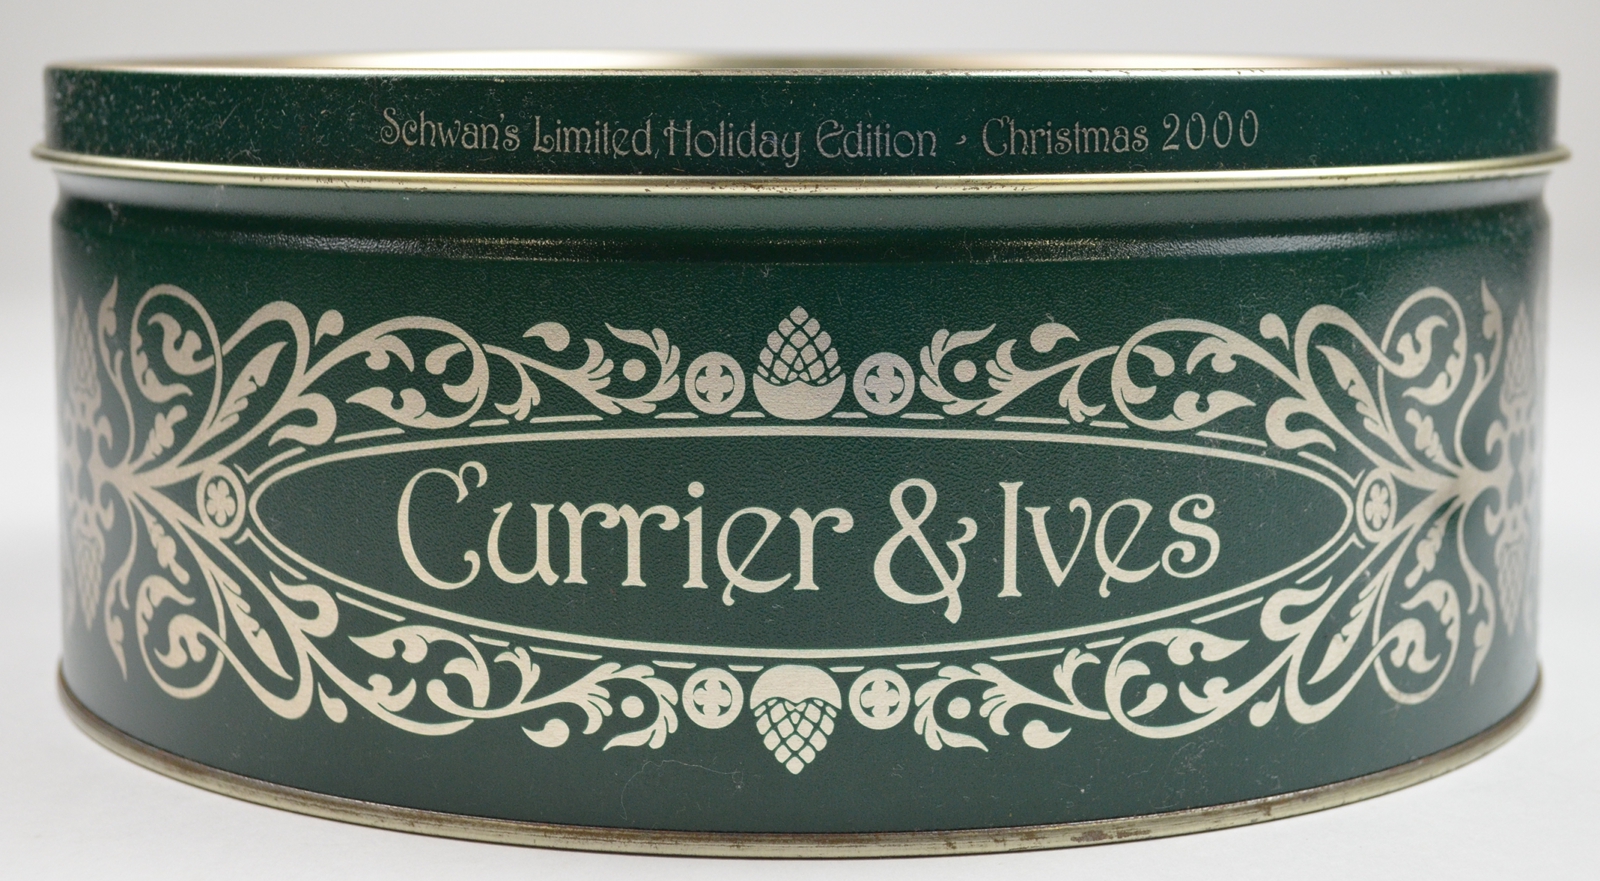 Schwan's Limited Holiday Edition · Christmas 2000
Currier & Ives